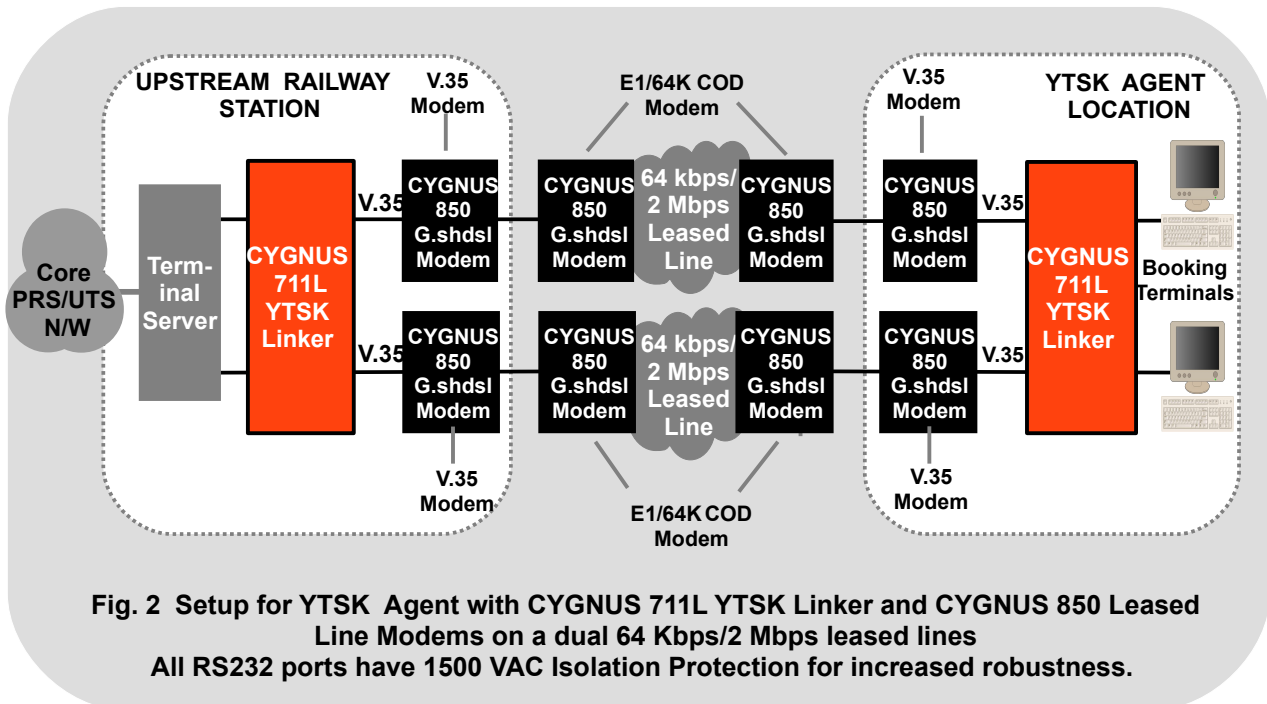 UPSTREAM RAILWAY
STATION
V.35
Modem
E1/64K COD
Modem
V.35
Modem
YTSK AGENT
LOCATION
Core
PRS/UTS
N/W
Term-
inal
Server
CYGNUS
711L
YTSK
Linker
V.35
CYGNUS
850
G.shdsl
Modem
CYGNUS
850
G.shdsl
Modem
64 kbps/
2 Mbps
Leased
Line
CYGNUS
850
G.shdsl
Modem
CYGNUS
850
G.shdsl
Modem
V.35
CYGNUS
711L
YTSK
Linker
Booking
Terminals
V.35
CYGNUS
850
G.shdsl
Modem
CYGNUS
850
G.shdsl
Modem
64 kbps/
2 Mbps
Leased
Line
CYGNUS
850
G.shdsl
Modem
CYGNUS
850
G.shdsl
Modem
V.35
V.35
Modem
E1/64K COD
Modem
V.35
Modem
Fig. 2 Setup for YTSK Agent with CYGNUS 711L YTSK Linker and CYGNUS 850 Leased
Line Modems on a dual 64 Kbps/2 Mbps leased lines
All RS232 ports have 1500 VAC Isolation Protection for increased robustness.